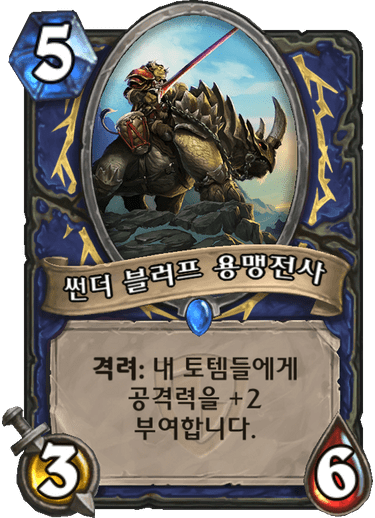 5
썬더 블러프 용맹전사
격려: 내 토템들에게
공격력을 +2
부여합니다.
3
6